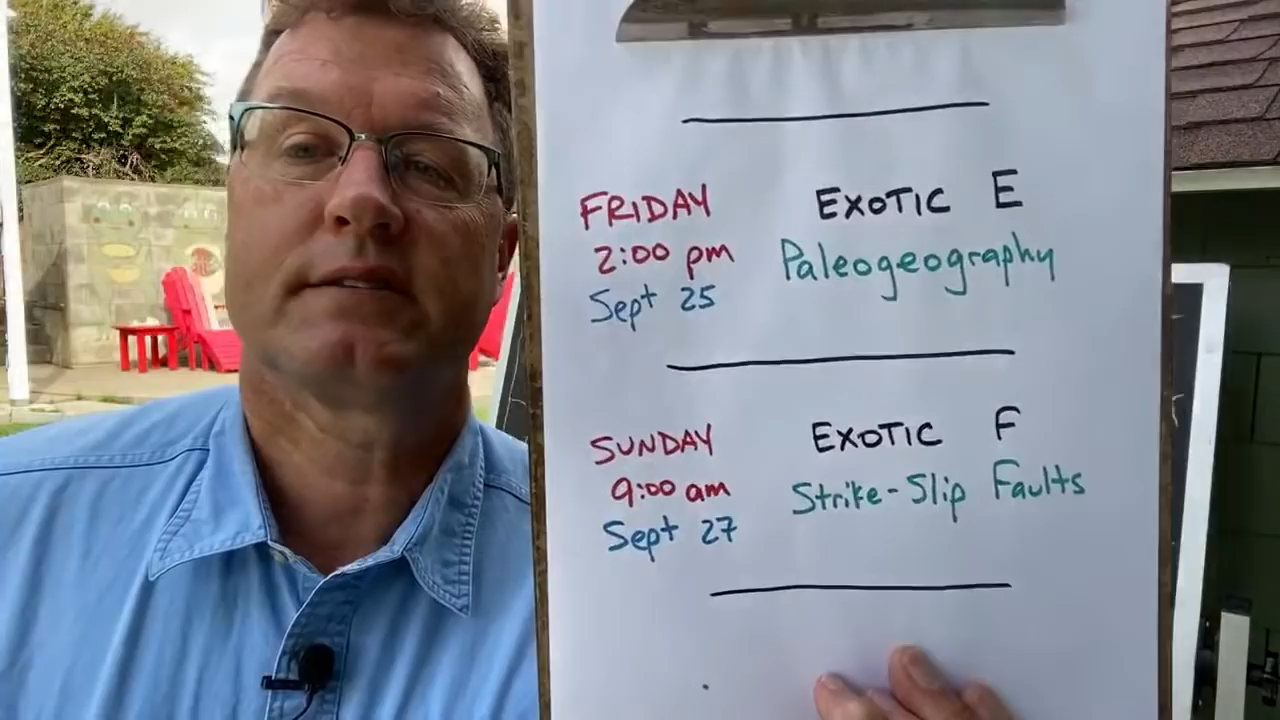 FRIDAY EXOTIC E
2:00 pm Paleogeography
Sept 25
SUNDAY EXOTIC F
9:00 am Strike-Slip Faults
Sept 27